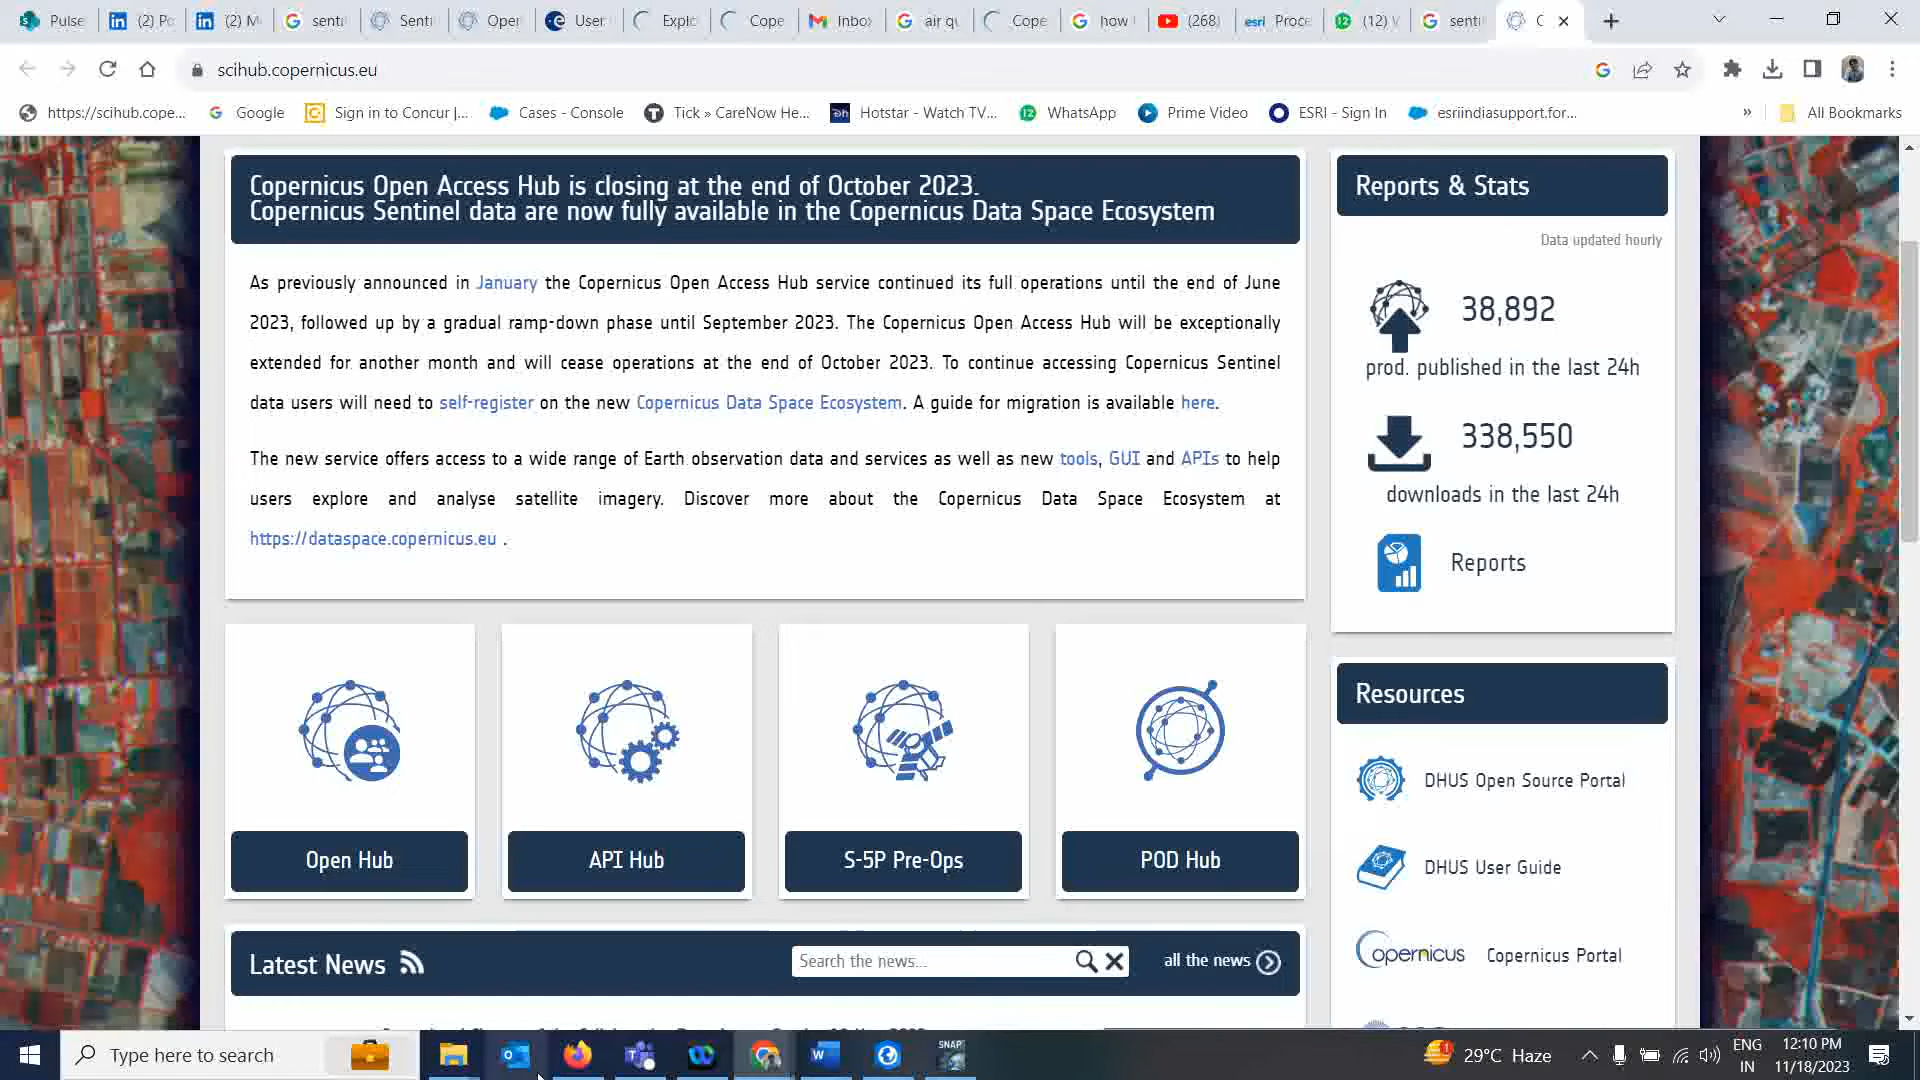 Pulse
(2) Po
(2) M
senti
Senti
Open
User
Explo
Cope
Inbox
air qu
Cope
how
(268)
esri Proce
12 (12) V
senti
C
scihub.copernicus.eu
https://scihub.cope...
Google
Sign in to Concur |...
Cases - Console
Tick » CareNow He...
Hotstar - Watch TV...
12 WhatsApp
Prime Video
ESRI - Sign In
esriindiasupport.for...
»
All Bookmarks
Copernicus Open Access Hub is closing at the end of October 2023.
Copernicus Sentinel data are now fully available in the Copernicus Data Space Ecosystem
As previously announced in January the Copernicus Open Access Hub service continued its full operations until the end of June
2023, followed up by a gradual ramp-down phase until September 2023. The Copernicus Open Access Hub will be exceptionally
extended for another month and will cease operations at the end of October 2023. To continue accessing Copernicus Sentinel
data users will need to self-register on the new Copernicus Data Space Ecosystem. A guide for migration is available here.
The new service offers access to a wide range of Earth observation data and services as well as new tools, GUI and APIs to help
users explore and analyse satellite imagery. Discover more about the Copernicus Data Space Ecosystem at
https://dataspace.copernicus.eu .
Reports & Stats
Data updated hourly
38,892
prod. published in the last 24h
338,550
downloads in the last 24h
Reports
Open Hub
API Hub
S-5P Pre-Ops
POD Hub
Resources
DHUS Open Source Portal
DHUS User Guide
opernicus Copernicus Portal
Latest News
Search the news...
all the news
Type here to search
SNAP
1
29°C Haze
ENG
IN
12:10 PM
11/18/2023